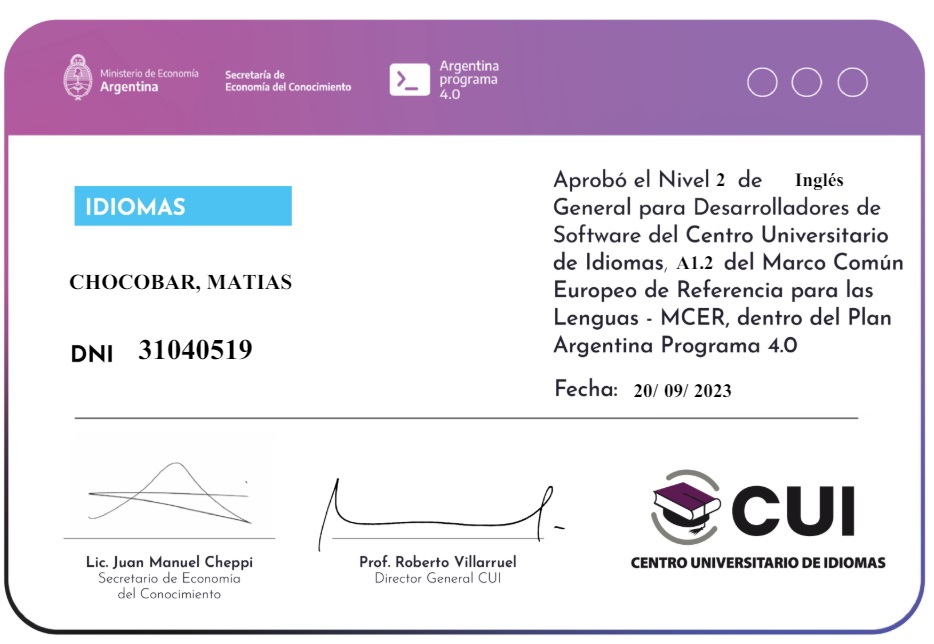 Ministerio de Economía
Argentina
Secretaría de
Economía del Conocimiento
Argentina
programa
4.0
IDIOMAS
CHOCOBAR, MATIAS
DNI 31040519
Aprobó el Nivel 2 de Inglés
General para Desarrolladores de
Software del Centro Universitario
de Idiomas, A1.2 del Marco Común
Europeo de Referencia para las
Lenguas - MCER, dentro del Plan
Argentina Programa 4.0
Fecha: 20/ 09/ 2023
Lic. Juan Manuel Cheppi
Secretario de Economía
del Conocimiento
Prof. Roberto Villarruel
Director General CUI
CUI
CENTRO UNIVERSITARIO DE IDIOMAS